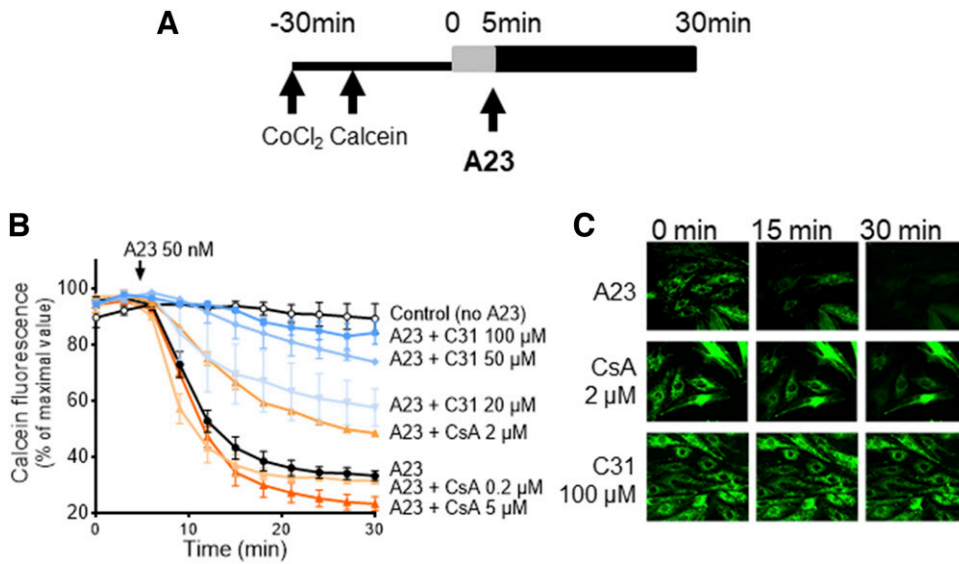 A
-30min 0 5min 30min
CoCl2 Calcein
A23
B
A23 50 nM
Calcein fluorescence
(% of maximal value)
100
80
60
40
20
0 10 20 30
Time (min)
Control (no A23)
A23 + C31 100 µM
A23 + C31 50 µM
A23 + C31 20 µM
A23 + CsA 2 µM
A23
A23 + CsA 0.2 µM
A23 + CsA 5 µM
C
0 min 15 min 30 min
A23
CsA
2 µM
C31
100 µM